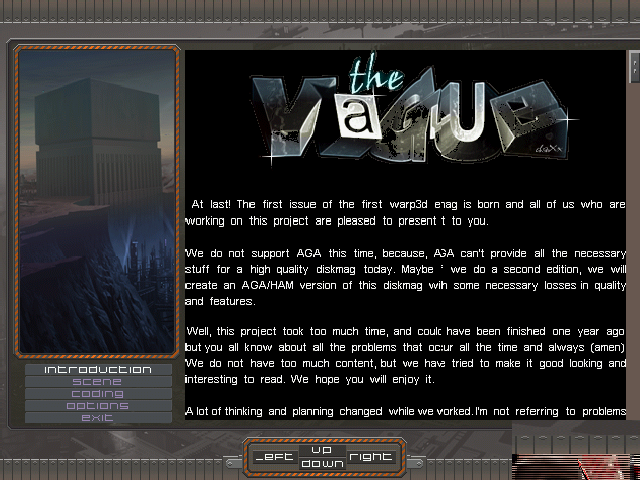 the
vague
At last! The first issue of the first warp3d enag is born and all of us who are
working on this project are pleased to present t to you.
We do not support AGA this time, because, AGA can't provide all the necessary
stuff for a high quality diskmag today. Maybe if we do a second edition, we will
create an AGA/HAM version of this diskmag with some necessary losses in quality
and features.
Well, this project took too much time, and could have been finished one year ago
but you all know about all the problems that occur all the time and always (amen)
We do not have too much content, but we have tried to make it good looking and
interesting to read. We hope you will enjoy it.
A lot of thinking and planning changed while we worked. I'm not referring to problems
introduction
scene
coding
options
exit
left
up
down
right